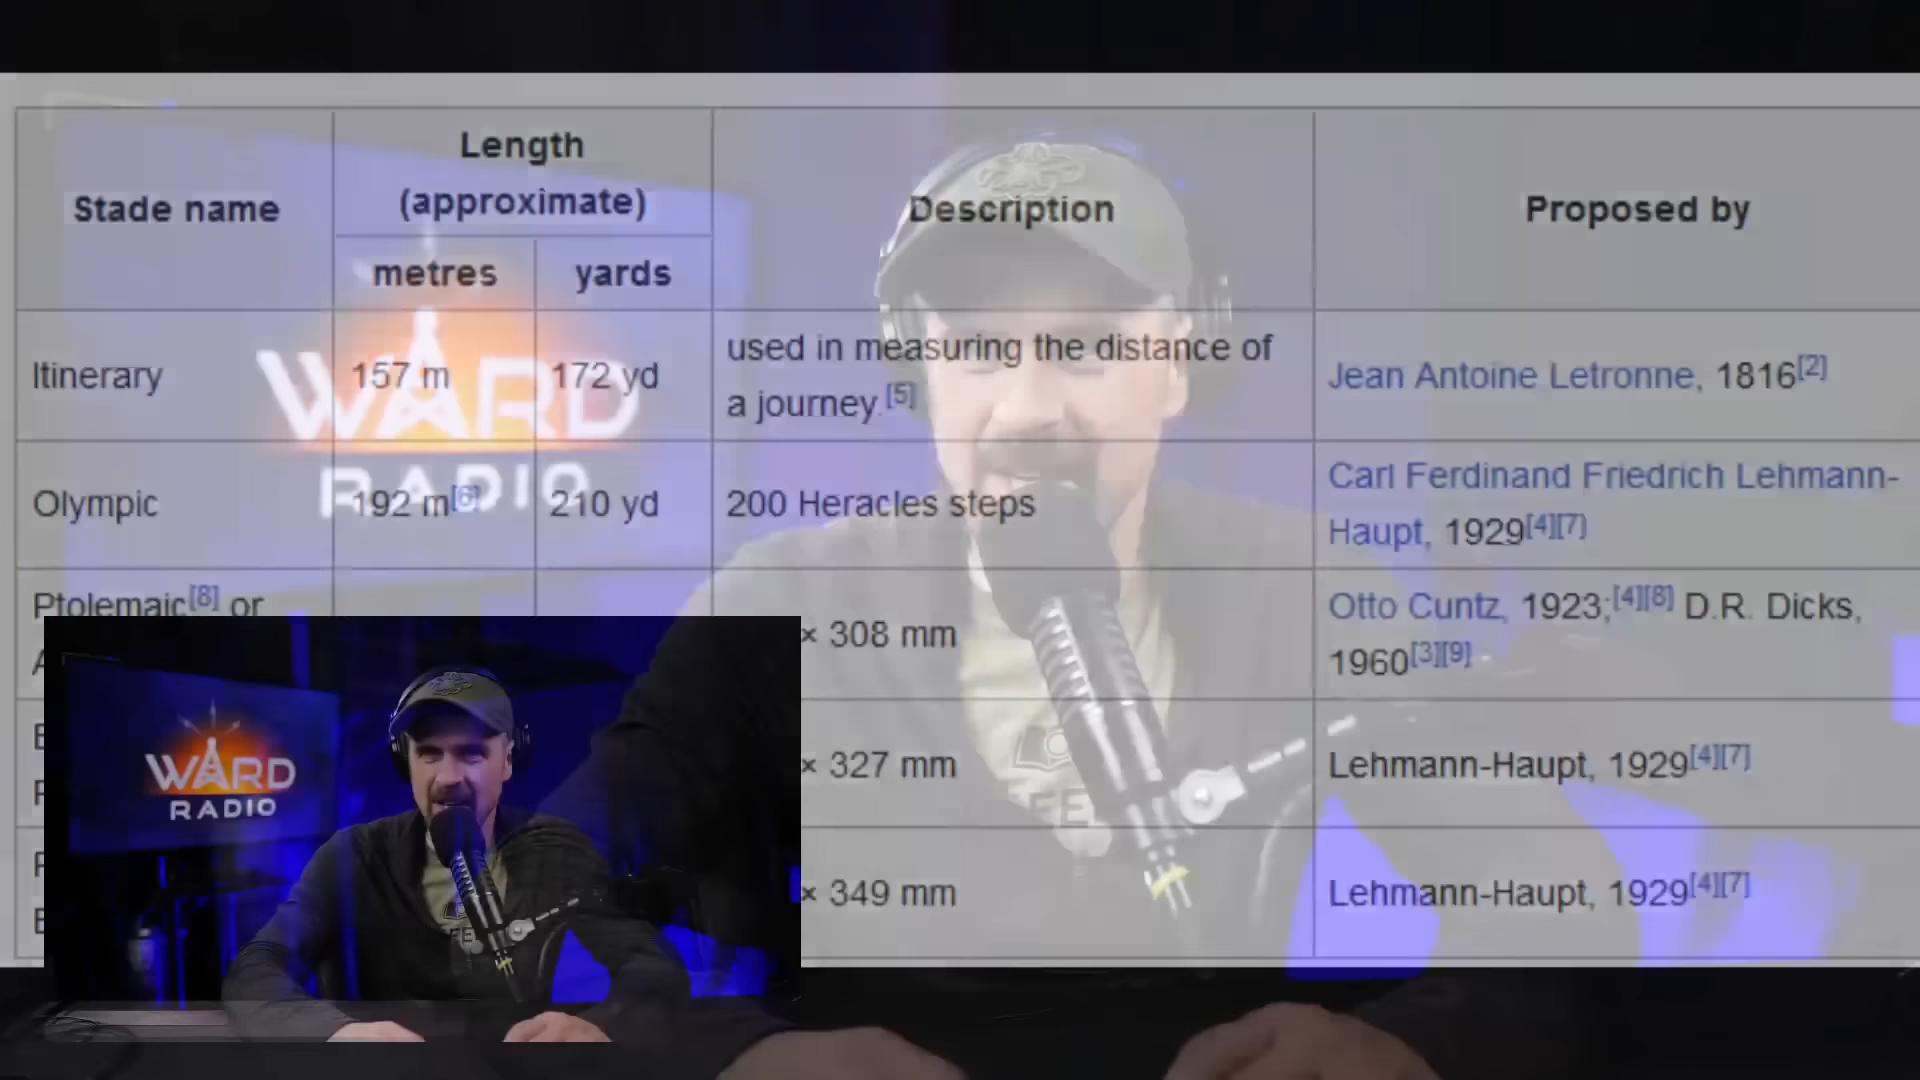 Stade name
Length
(approximate)
metres
yards
Description
Proposed by
Itinerary
157 m
172 yd
used in measuring the distance of
a journey.[5]
Jean Antoine Letronne, 1816[2]
Olympic
192 m[6]
210 yd
200 Heracles steps
Carl Ferdinand Friedrich Lehmann-
Haupt, 1929[4][7]
Ptolemaic[8] or
× 308 mm
Otto Cuntz, 1923;[4][8] D.R. Dicks,
1960[3][9]
× 327 mm
Lehmann-Haupt, 1929[4][7]
× 349 mm
Lehmann-Haupt, 1929[4][7]
WARD
RADIO
WARD
RADIO